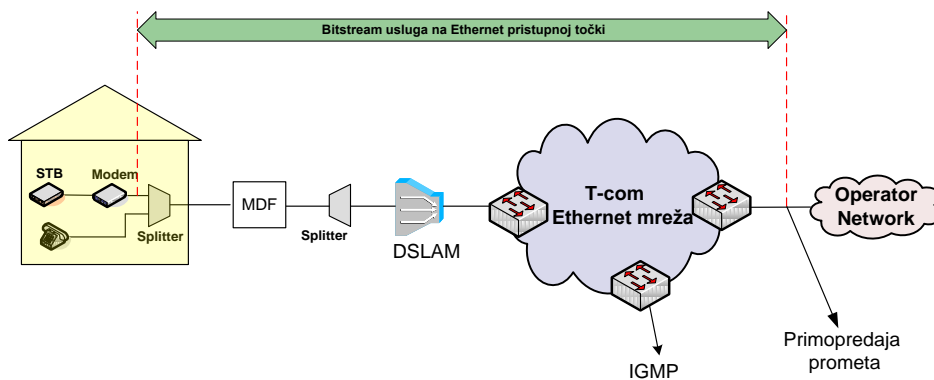 Bitstream usluga na Ethernet pristupnoj točki
STB
Modem
Splitter
MDF
Splitter
DSLAM
T-com
Ethernet mreža
Operator
Network
IGMP
Primopredaja
prometa